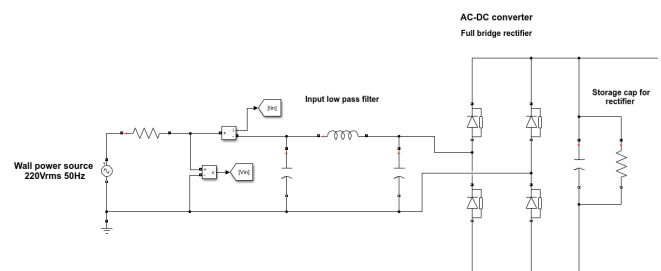 AC-DC converter
Full bridge rectifier
Input low pass filter
Storage cap for
rectifier
[Iin]
i
+
-
Wall power source
220Vrms 50Hz
+
-
v
[Vin]